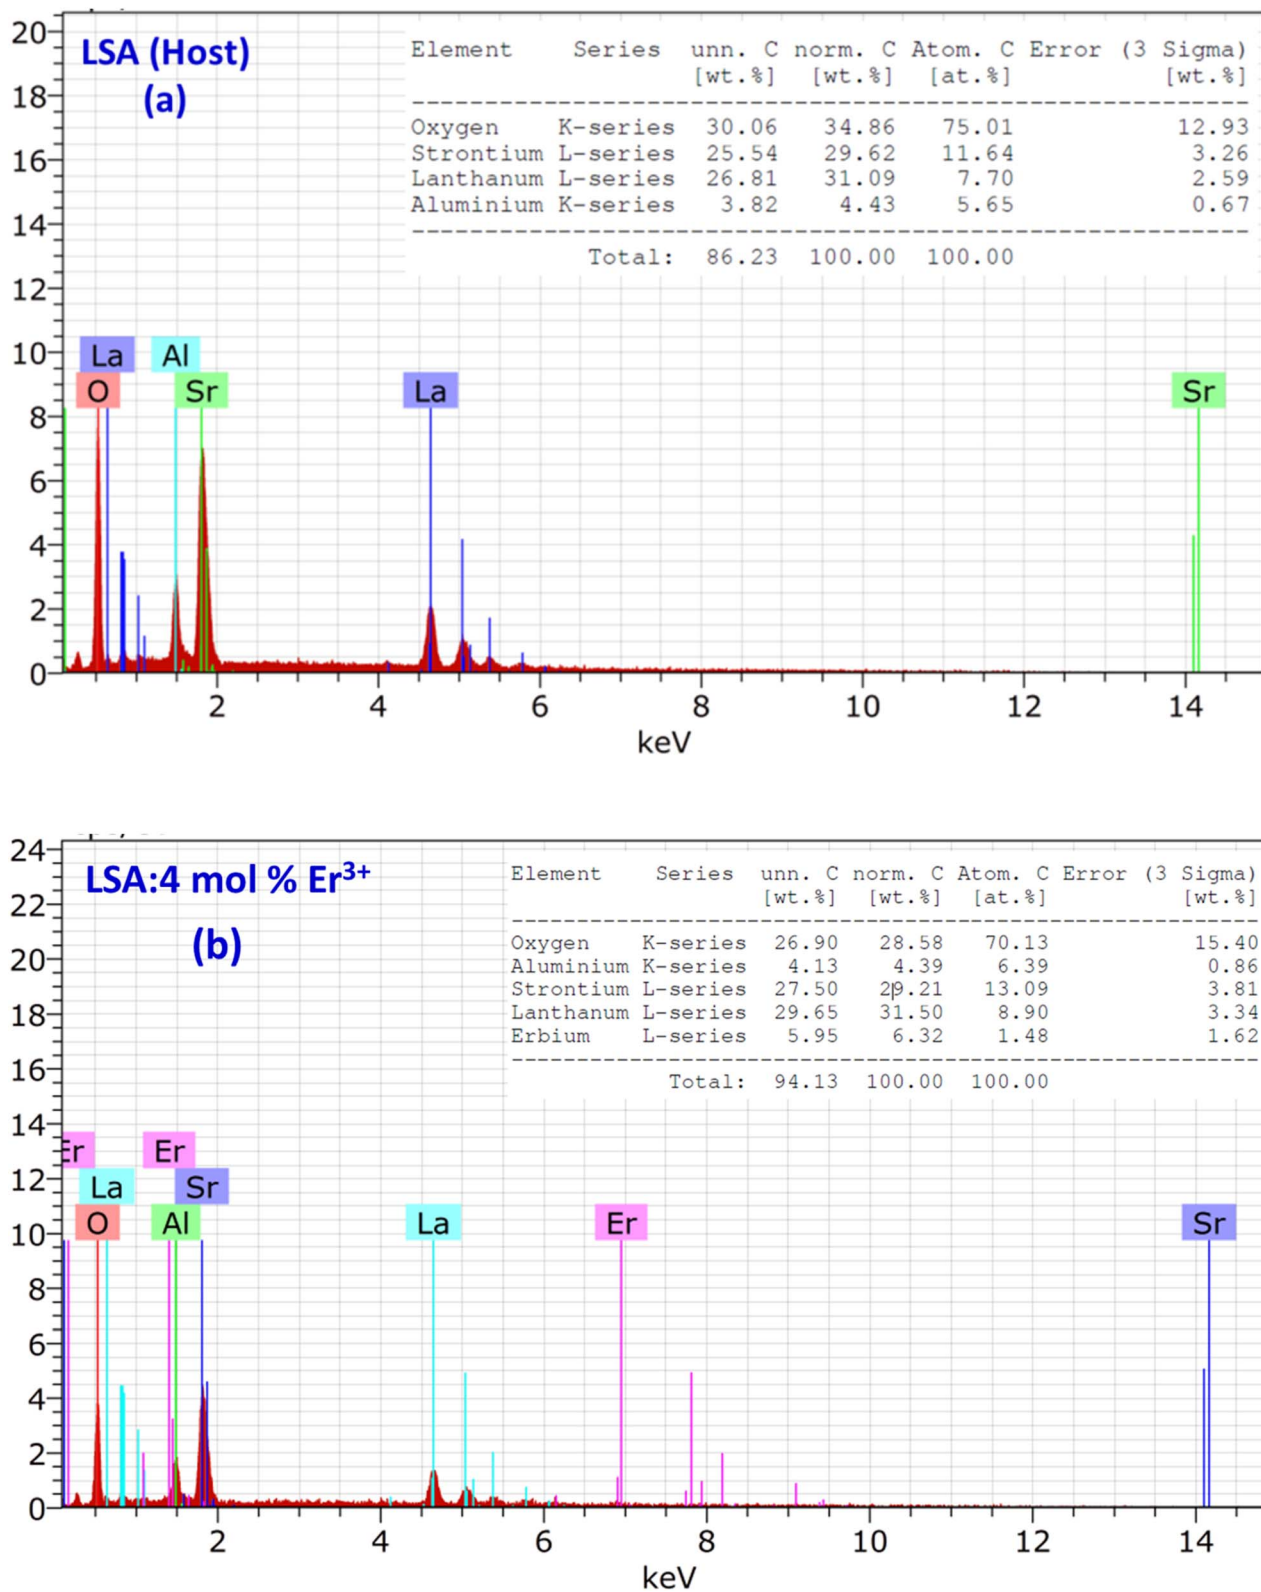 LSA (Host)
(a)
Element Series unn. C norm. C Atom. C Error (3 Sigma)
[wt.%] [wt.%] [at.%] [wt.%]
Oxygen K-series 30.06 34.86 75.01 12.93
Strontium L-series 25.54 29.62 11.64 3.26
Lanthanum L-series 26.81 31.09 7.70 2.59
Aluminium K-series 3.82 4.43 5.65 0.67
Total: 86.23 100.00 100.00
20
18
16
14
12
10
8
6
4
2
0
La Al
O Sr La Sr
2 4 6 8 10 12 14
keV
LSA:4 mol % Er³⁺
(b)
Element Series unn. C norm. C Atom. C Error (3 Sigma)
[wt.%] [wt.%] [at.%] [wt.%]
Oxygen K-series 26.90 28.58 70.13 15.40
Aluminium K-series 4.13 4.39 6.39 0.86
Strontium L-series 27.50 29.21 13.09 3.81
Lanthanum L-series 29.65 31.50 8.90 3.34
Erbium L-series 5.95 6.32 1.48 1.62
Total: 94.13 100.00 100.00
24
22
20
18
16
14
12
10
8
6
4
2
0
Er Er
La Sr
O Al La Er Sr
2 4 6 8 10 12 14
keV